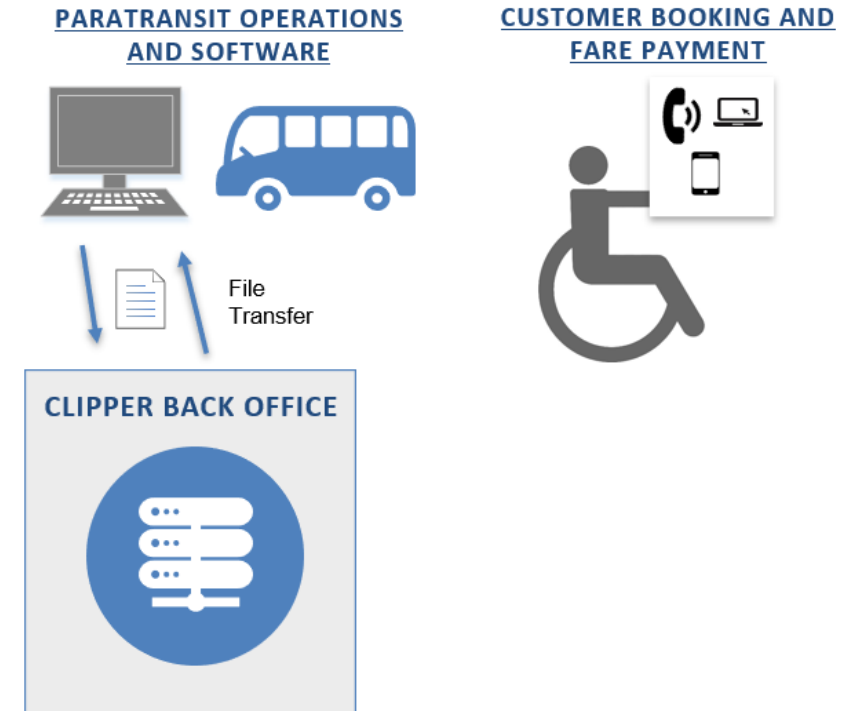 PARATRANSIT OPERATIONS
AND SOFTWARE
CUSTOMER BOOKING AND
FARE PAYMENT
File
Transfer
CLIPPER BACK OFFICE